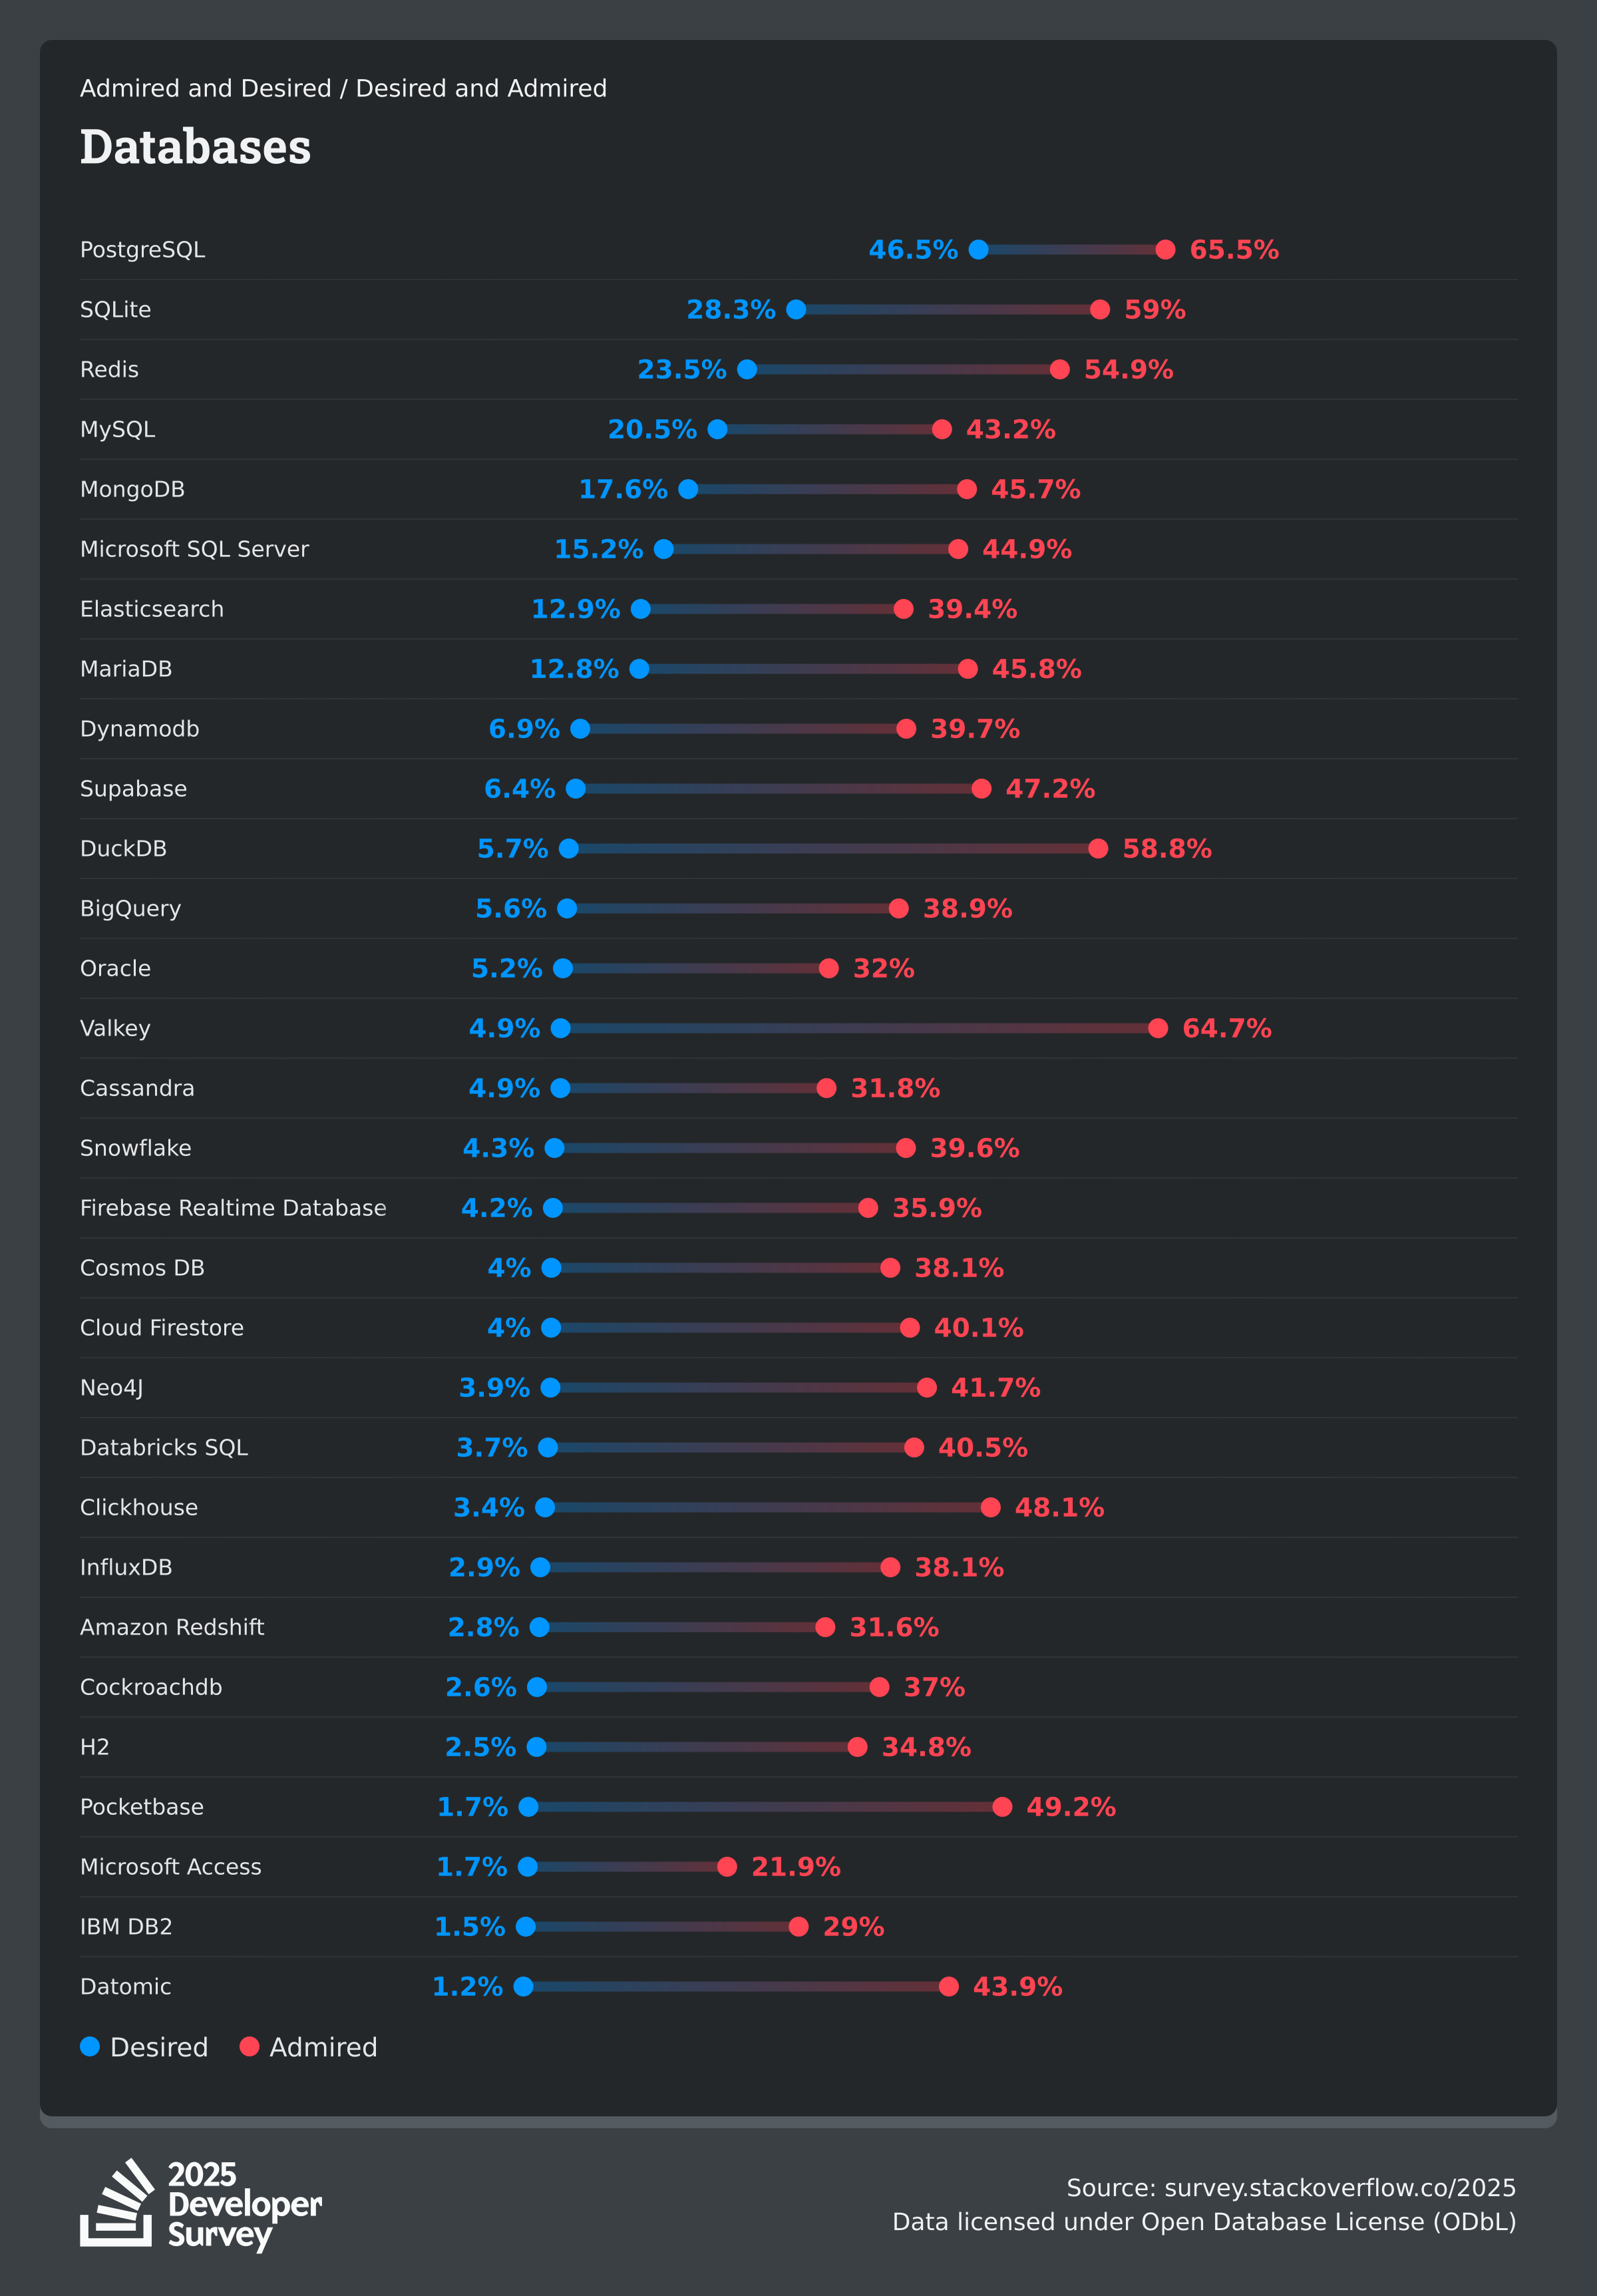 Admired and Desired / Desired and Admired
Databases
PostgreSQL 46.5% 65.5%
SQLite 28.3% 59%
Redis 23.5% 54.9%
MySQL 20.5% 43.2%
MongoDB 17.6% 45.7%
Microsoft SQL Server 15.2% 44.9%
Elasticsearch 12.9% 39.4%
MariaDB 12.8% 45.8%
Dynamodb 6.9% 39.7%
Supabase 6.4% 47.2%
DuckDB 5.7% 58.8%
BigQuery 5.6% 38.9%
Oracle 5.2% 32%
Valkey 4.9% 64.7%
Cassandra 4.9% 31.8%
Snowflake 4.3% 39.6%
Firebase Realtime Database 4.2% 35.9%
Cosmos DB 4% 38.1%
Cloud Firestore 4% 40.1%
Neo4J 3.9% 41.7%
Databricks SQL 3.7% 40.5%
Clickhouse 3.4% 48.1%
InfluxDB 2.9% 38.1%
Amazon Redshift 2.8% 31.6%
Cockroachdb 2.6% 37%
H2 2.5% 34.8%
Pocketbase 1.7% 49.2%
Microsoft Access 1.7% 21.9%
IBM DB2 1.5% 29%
Datomic 1.2% 43.9%
Desired Admired
2025
Developer
Survey
Source: survey.stackoverflow.co/2025
Data licensed under Open Database License (ODbL)